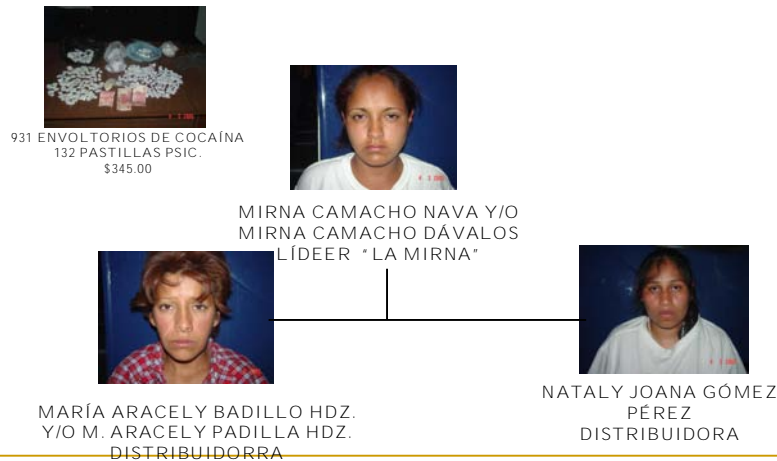 931 ENVOLTORIOS DE COCAÍNA
132 PASTILLAS PSIC.
$345.00
MIRNA CAMACHO NAVA Y/O
MIRNA CAMACHO DÁVALOS
LÍDEER “LA MIRNA”
MARÍA ARACELY BADILLO HDZ.
Y/O M. ARACELY PADILLA HDZ.
DISTRIBUIDORRA
NATALY JOANA GÓMEZ
PÉREZ
DISTRIBUIDORA